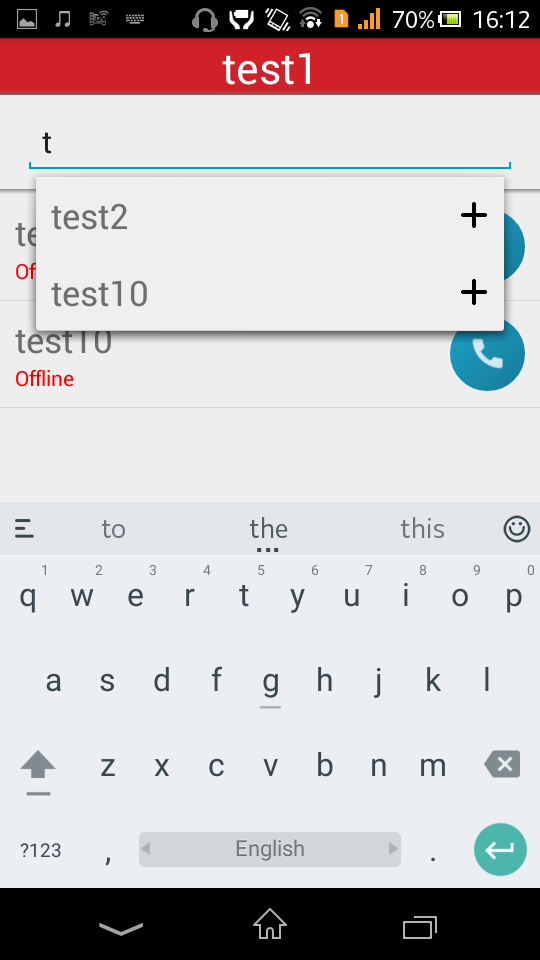 1
70%
16:12
test1
t
test2
test10
te
Of
test10
Offline
to the this
1 2 3 4 5 6 7 8 9 0
q w e r t y u i o p
a s d f g h j k l
z x c v b n m
?123 , English .